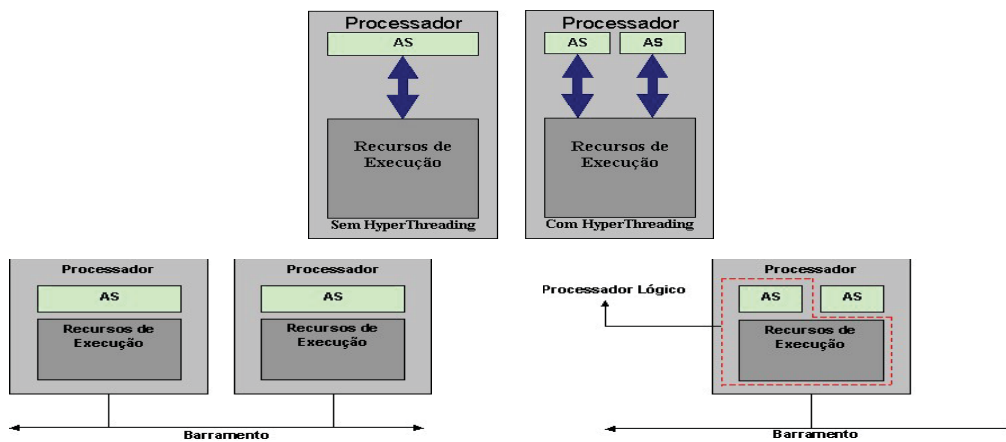 Processador
AS
Recursos de
Execução
Sem HyperThreading
Processador
AS
AS
Recursos de
Execução
Com HyperThreading
Processador
AS
Recursos de
Execução
Processador
AS
Recursos de
Execução
Barramento
Processador Lógico
Processador
AS
AS
Recursos de
Execução
Barramento